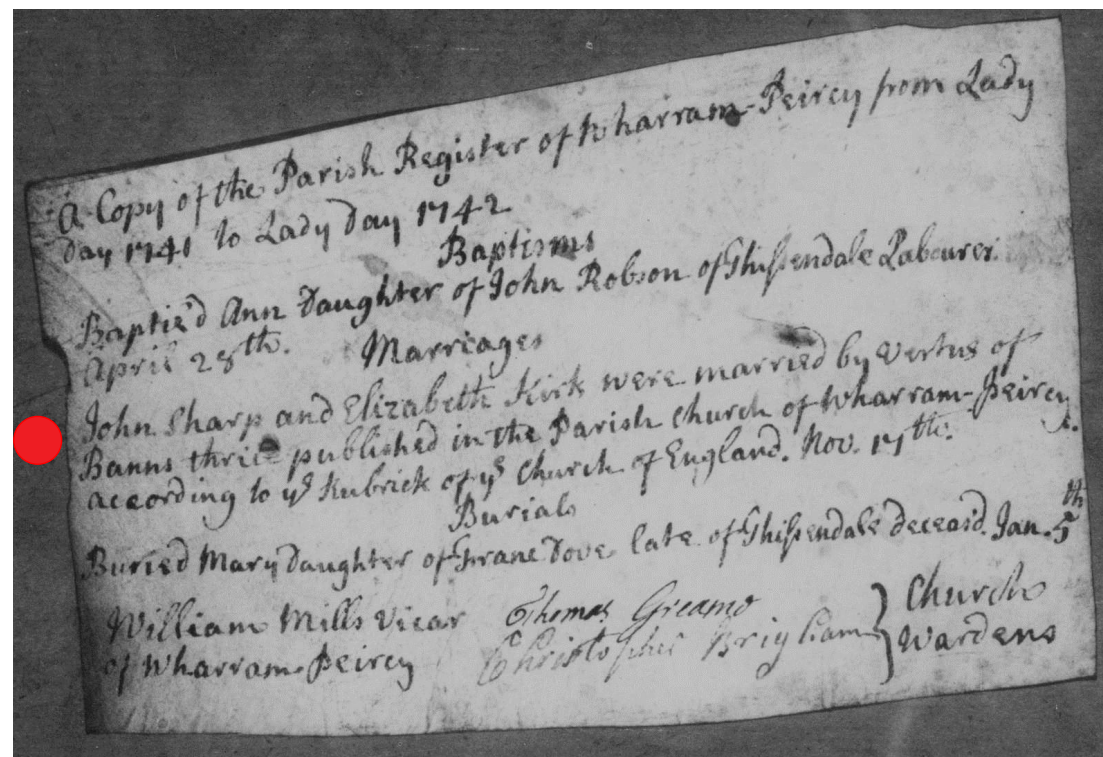 A Copy of the Parish Register of Wharram-Peircy from Lady
Day 1741 to Lady Day 1742
Baptisms
Baptiz'd Ann Daughter of John Robson of Thissendale Labourer.
April 28th.
Marriages
John Sharp and Elizabeth Kirk were married by vertue of
Banns thrice published in the Parish Church of Wharram-Peircy
according to ye Rubrick of ye Church of England. Nov. 17th.
Burials
Buried Mary Daughter of Dove late of Thissendale deceas'd. Jan. 5th
William Mills Vicar Thomas Greamo } Church
of Wharram-Peircy Christopher Brigham } Wardens